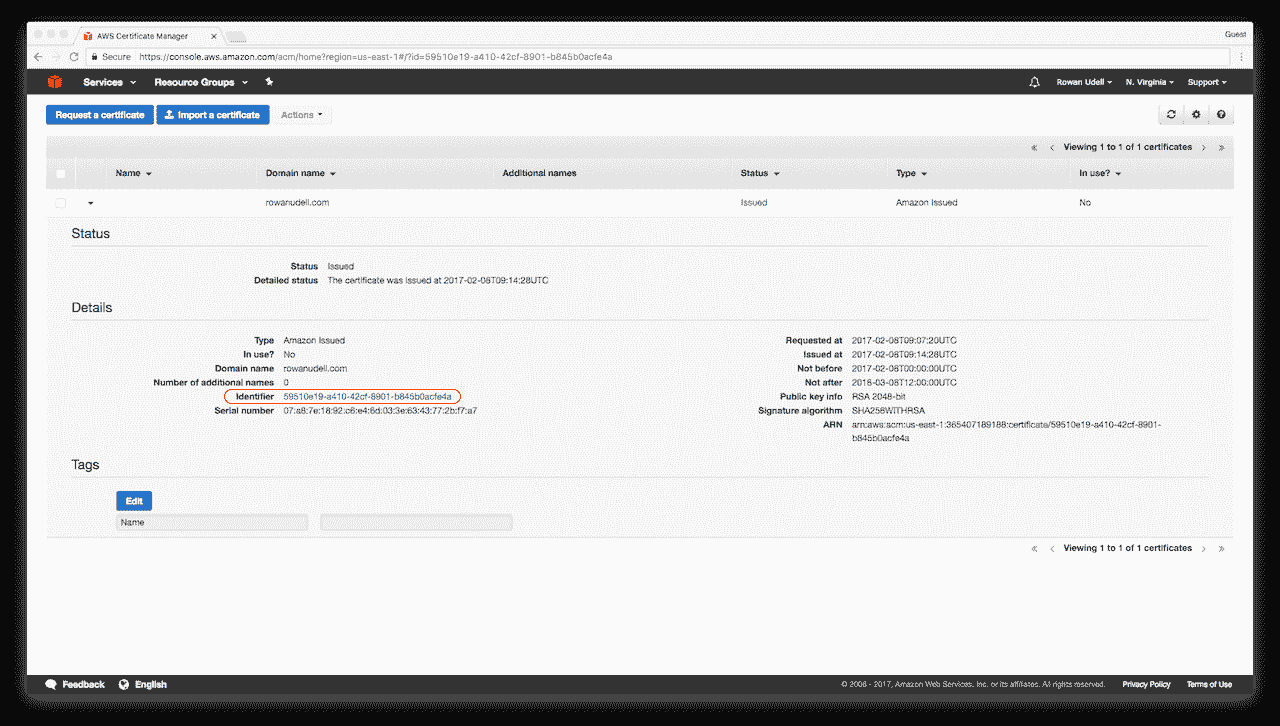 AWS Certificate Manager
Guest
Secure https://console.aws.amazon.com/acm/home?region=us-east-1#/?id=59510e19-a410-42cf-8901-b845b0acfe4a
Services Resource Groups Rowan Udell N. Virginia Support
Request a certificate Import a certificate Actions
« ‹ Viewing 1 to 1 of 1 certificates › »
Name Domain name Additional names Status Type In use?
rowanudell.com Issued Amazon Issued No
Status
Status Issued
Detailed status The certificate was issued at 2017-02-08T09:14:28UTC
Details
Type Amazon Issued
In use? No
Domain name rowanudell.com
Number of additional names 0
Identifier 59510e19-a410-42cf-8901-b845b0acfe4a
Serial number 07:a8:7e:18:92:c6:e4:6d:03:3e:63:43:77:2b:f7:a7
Requested at 2017-02-08T09:07:20UTC
Issued at 2017-02-08T09:14:28UTC
Not before 2017-02-08T00:00:00UTC
Not after 2018-03-08T12:00:00UTC
Public key info RSA 2048-bit
Signature algorithm SHA256WITHRSA
ARN arn:aws:acm:us-east-1:365407189188:certificate/59510e19-a410-42cf-8901-
b845b0acfe4a
Tags
Edit
Name
« ‹ Viewing 1 to 1 of 1 certificates › »
Feedback English © 2008 - 2017, Amazon Web Services, Inc. or its affiliates. All rights reserved. Privacy Policy Terms of Use